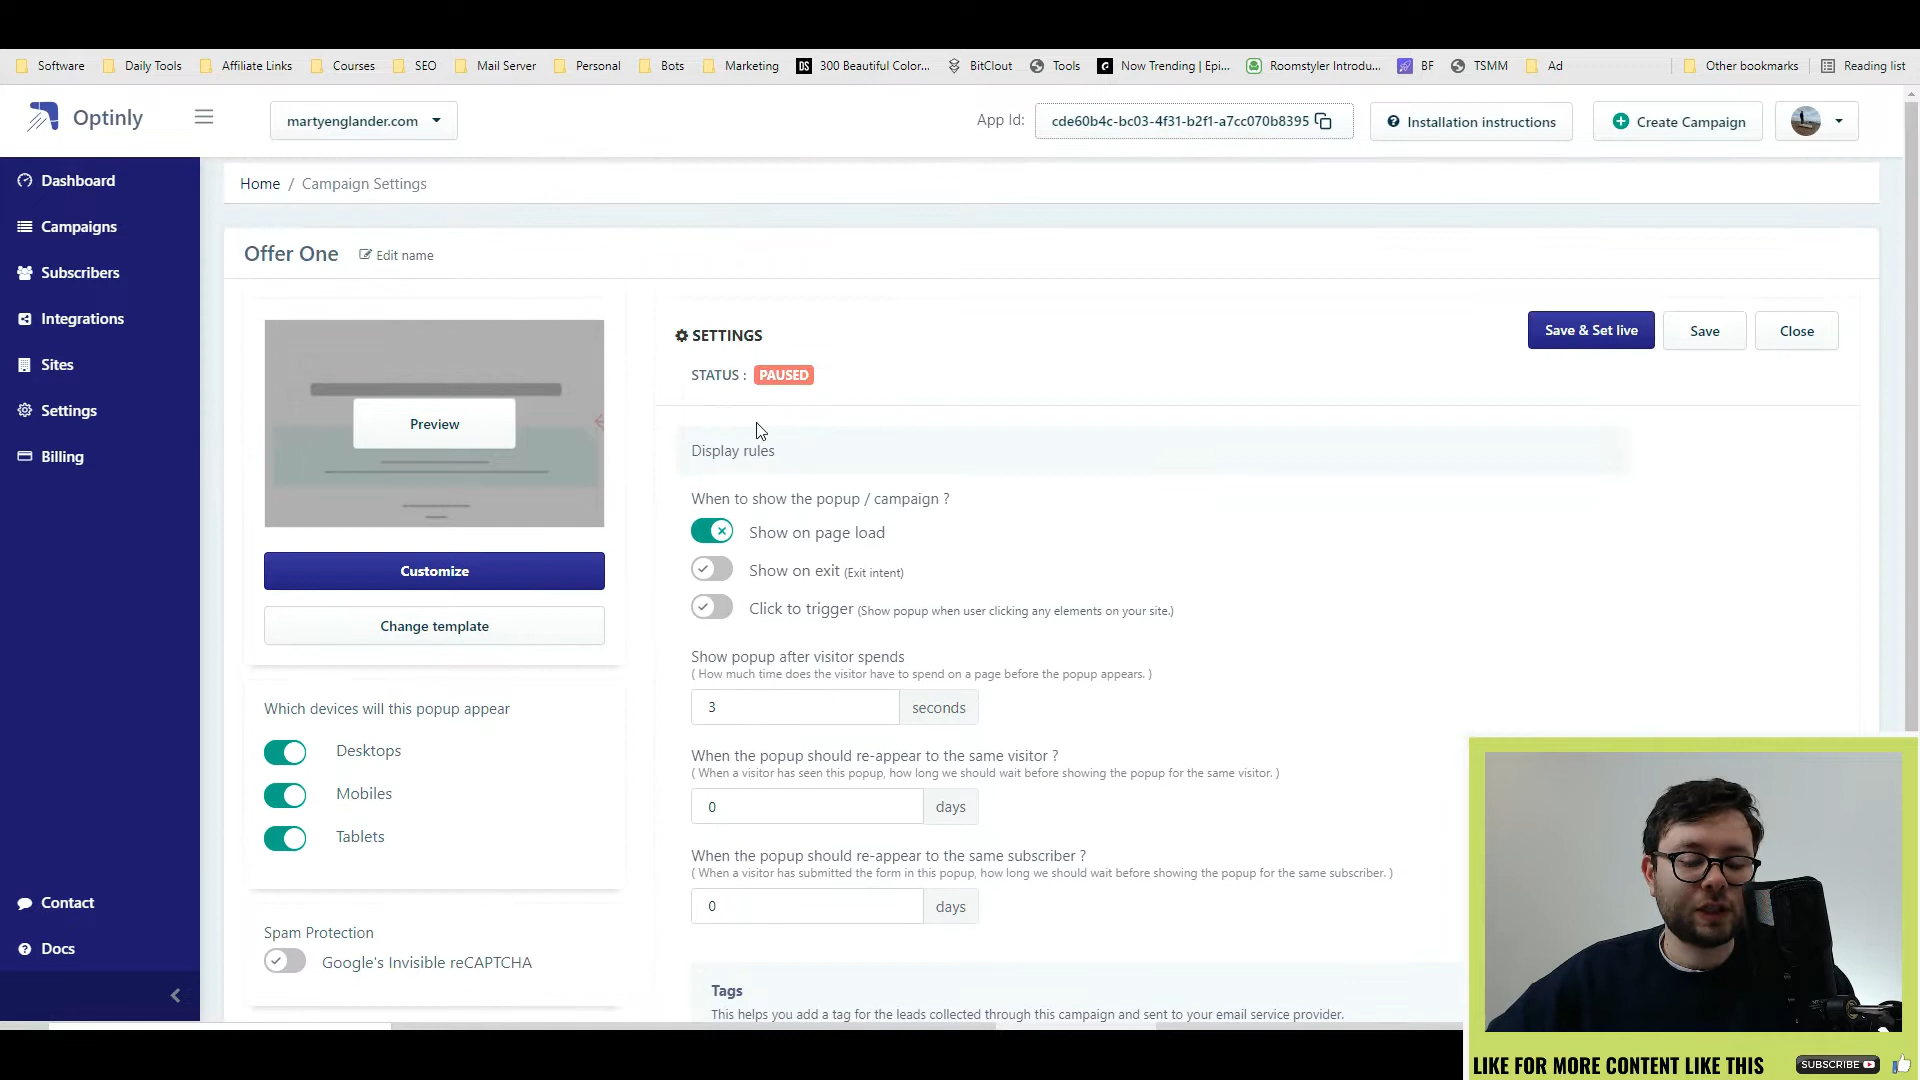 Software Daily Tools Affiliate Links Courses SEO Mail Server Personal Bots Marketing DS 300 Beautiful Color... BitClout Tools Now Trending | Epi... Roomstyler Introdu... BF TSMM Ad Other bookmarks Reading list
Optinly martyenglander.com App Id: cde60b4c-bc03-4f31-b2f1-a7cc070b8395 Installation instructions Create Campaign
Dashboard
Campaigns
Subscribers
Integrations
Sites
Settings
Billing
Contact
Docs
Home / Campaign Settings
Offer One Edit name
Preview
Customize
Change template
Which devices will this popup appear
Desktops
Mobiles
Tablets
Spam Protection
Google's Invisible reCAPTCHA
SETTINGS
Save & Set live Save Close
STATUS : PAUSED
Display rules
When to show the popup / campaign ?
Show on page load
Show on exit (Exit intent)
Click to trigger (Show popup when user clicking any elements on your site.)
Show popup after visitor spends
( How much time does the visitor have to spend on a page before the popup appears. )
3 seconds
When the popup should re-appear to the same visitor ?
( When a visitor has seen this popup, how long we should wait before showing the popup for the same visitor. )
0 days
When the popup should re-appear to the same subscriber ?
( When a visitor has submitted the form in this popup, how long we should wait before showing the popup for the same subscriber. )
0 days
Tags
This helps you add a tag for the leads collected through this campaign and sent to your email service provider.
LIKE FOR MORE CONTENT LIKE THIS SUBSCRIBE